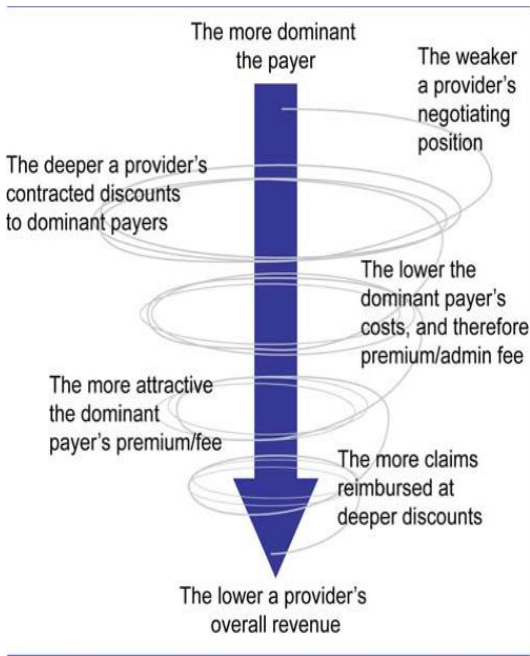 The more dominant
the payer
The weaker
a provider's
negotiating
position
The deeper a provider's
contracted discounts
to dominant payers
The lower the
dominant payer's
costs, and therefore
premium/admin fee
The more attractive
the dominant
payer's premium/fee
The more claims
reimbursed at
deeper discounts
The lower a provider's
overall revenue